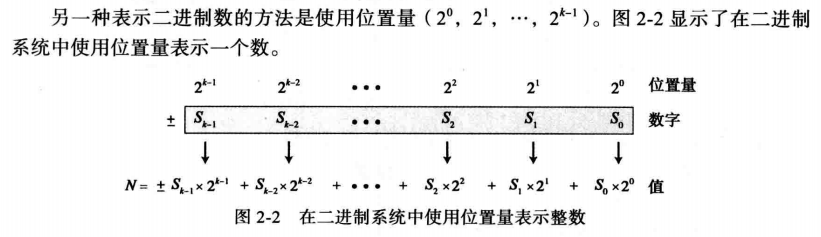 另一种表示二进制数的方法是使用位置量（2⁰，2¹，…，2ᵏ⁻¹）。图 2-2 显示了在二进制
系统中使用位置量表示一个数。
2ᵏ⁻¹ 2ᵏ⁻² ••• 2² 2¹ 2⁰ 位置量
± Sₖ₋₁ Sₖ₋₂ ••• S₂ S₁ S₀ 数字
↓ ↓ ↓ ↓ ↓
N= ± Sₖ₋₁×2ᵏ⁻¹ + Sₖ₋₂×2ᵏ⁻² + ••• + S₂×2² + S₁×2¹ + S₀×2⁰ 值
图 2-2 在二进制系统中使用位置量表示整数